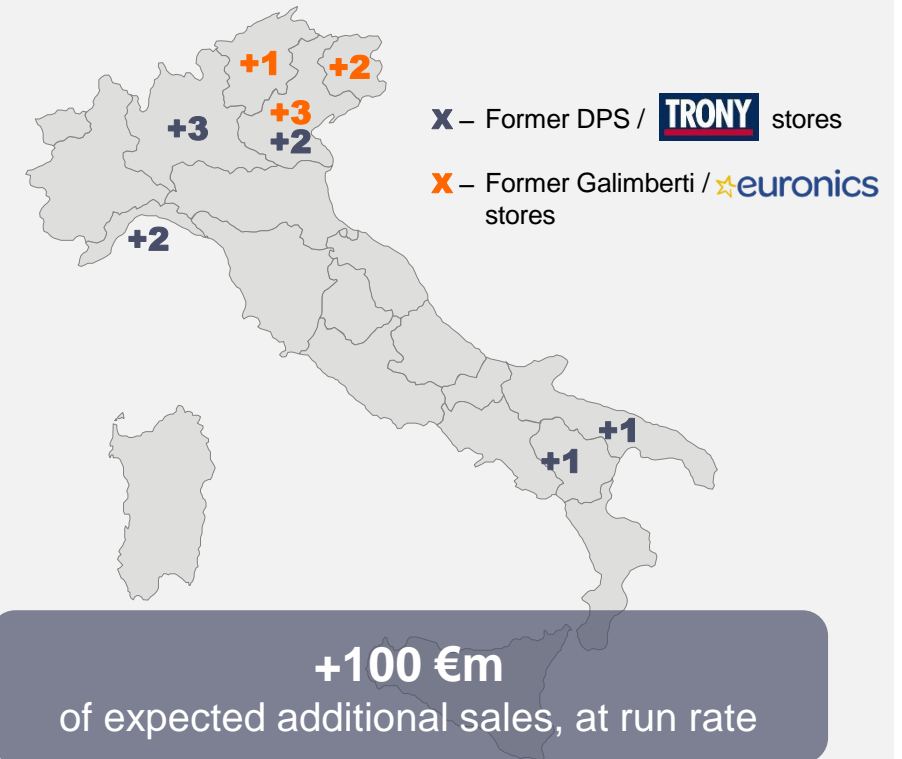 +1
+2
+3
+3
+2
+2
X – Former DPS / TRONY stores
X – Former Galimberti / euronics
stores
+1
+1
+100 €m
of expected additional sales, at run rate